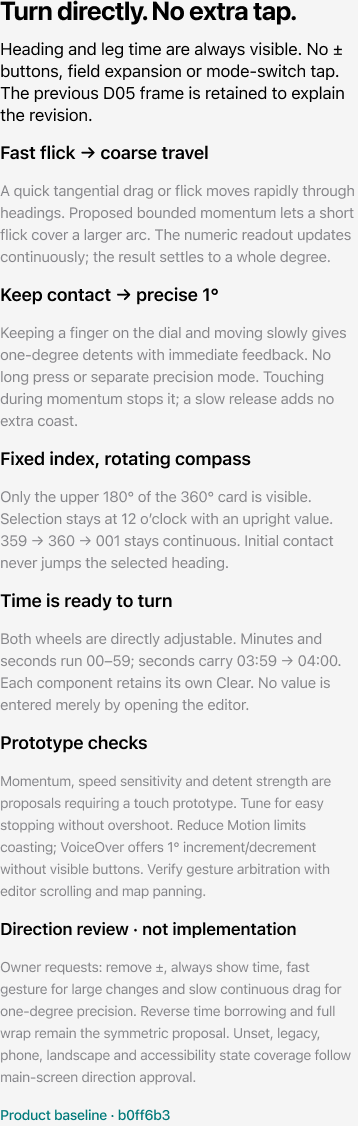 Turn directly. No extra tap.
Heading and leg time are always visible. No ±
buttons, field expansion or mode-switch tap.
The previous D05 frame is retained to explain
the revision.
Fast flick → coarse travel
A quick tangential drag or flick moves rapidly through
headings. Proposed bounded momentum lets a short
flick cover a larger arc. The numeric readout updates
continuously; the result settles to a whole degree.
Keep contact → precise 1°
Keeping a finger on the dial and moving slowly gives
one-degree detents with immediate feedback. No
long press or separate precision mode. Touching
during momentum stops it; a slow release adds no
extra coast.
Fixed index, rotating compass
Only the upper 180° of the 360° card is visible.
Selection stays at 12 o’clock with an upright value.
359 → 360 → 001 stays continuous. Initial contact
never jumps the selected heading.
Time is ready to turn
Both wheels are directly adjustable. Minutes and
seconds run 00–59; seconds carry 03:59 → 04:00.
Each component retains its own Clear. No value is
entered merely by opening the editor.
Prototype checks
Momentum, speed sensitivity and detent strength are
proposals requiring a touch prototype. Tune for easy
stopping without overshoot. Reduce Motion limits
coasting; VoiceOver offers 1° increment/decrement
without visible buttons. Verify gesture arbitration with
editor scrolling and map panning.
Direction review · not implementation
Owner requests: remove ±, always show time, fast
gesture for large changes and slow continuous drag for
one-degree precision. Reverse time borrowing and full
wrap remain the symmetric proposal. Unset, legacy,
phone, landscape and accessibility state coverage follow
main-screen direction approval.
Product baseline · b0ff6b3